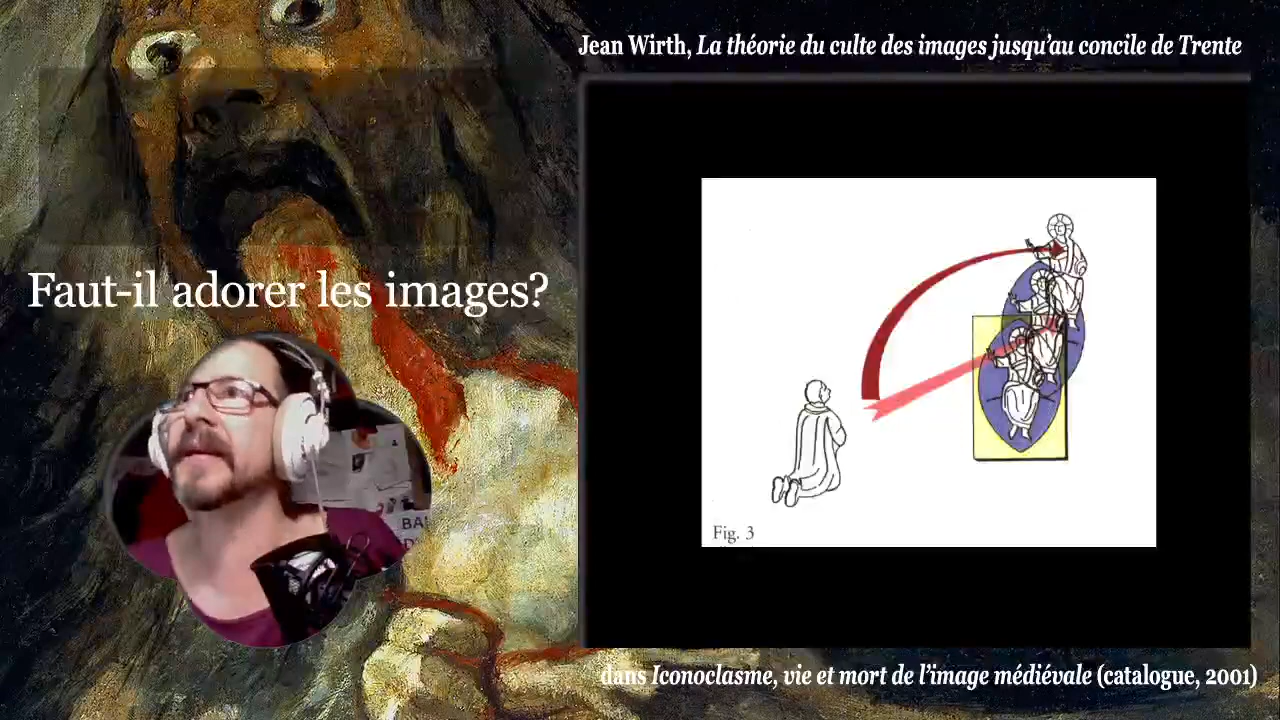 Jean Wirth, La théorie du culte des images jusqu'au concile de Trente
Faut-il adorer les images?
BA
Fig. 3
dans Iconoclasme, vie et mort de l'image médiévale (catalogue, 2001)